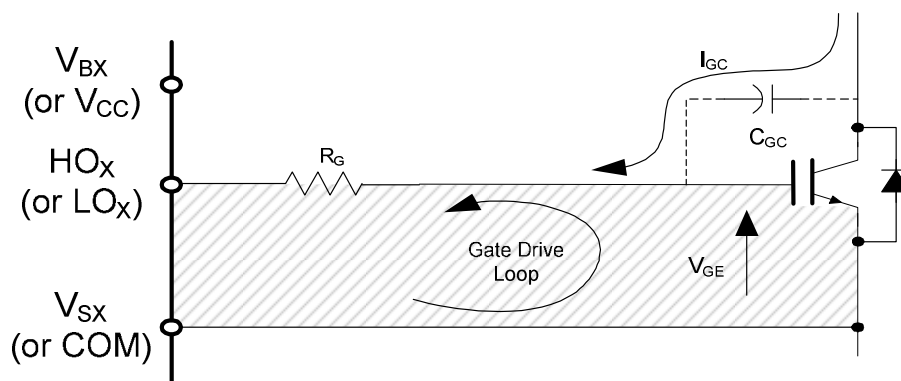 V_BX
(or V_CC)
HO_X
(or LO_X)
V_SX
(or COM)
R_G
I_GC
C_GC
Gate Drive
Loop
V_GE